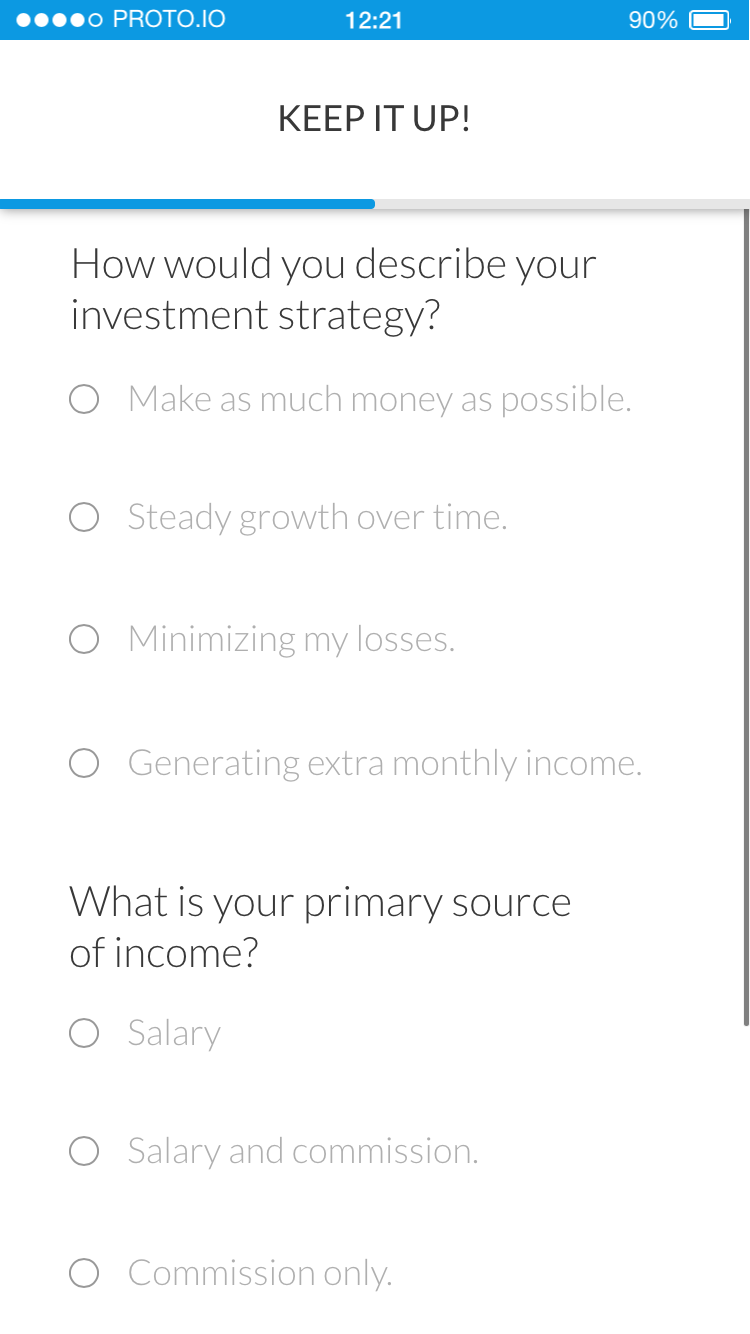 PROTO.IO 12:21 90%
KEEP IT UP!
How would you describe your
investment strategy?
Make as much money as possible.
Steady growth over time.
Minimizing my losses.
Generating extra monthly income.
What is your primary source
of income?
Salary
Salary and commission.
Commission only.